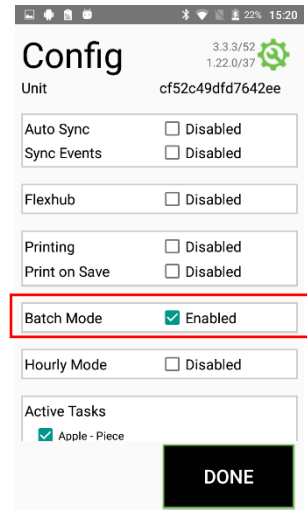 22% 15:20
Config 3.3.3/52
1.22.0/37
Unit cf52c49dfd7642ee
Auto Sync Disabled
Sync Events Disabled
Flexhub Disabled
Printing Disabled
Print on Save Disabled
Batch Mode Enabled
Hourly Mode Disabled
Active Tasks
Apple - Piece
DONE